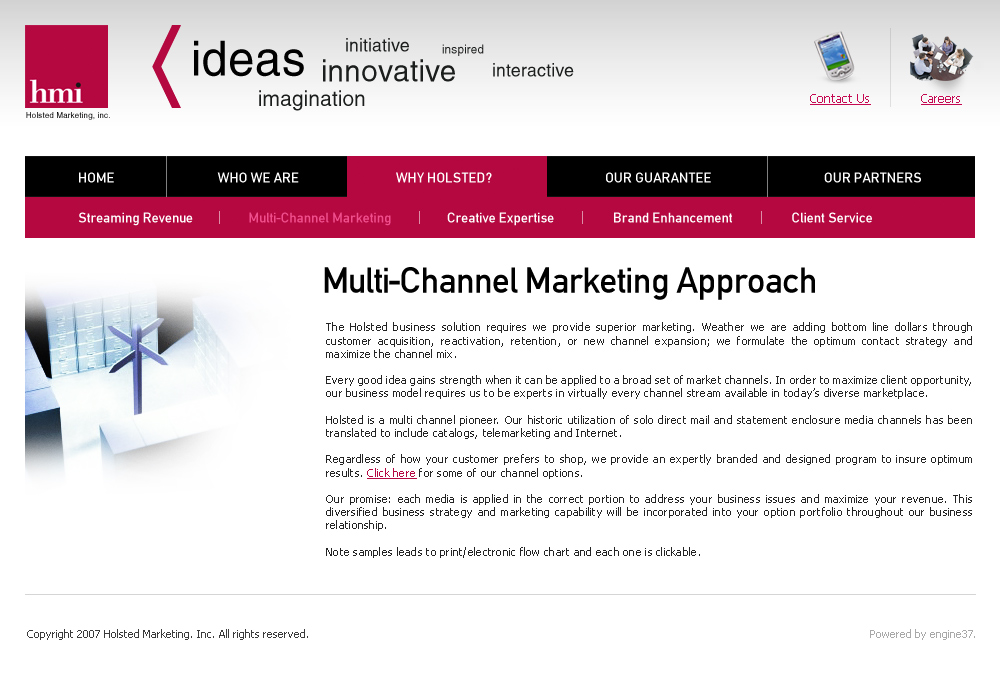 hmi
Holsted Marketing, inc.
ideas
initiative
inspired
innovative
interactive
imagination
Contact Us
Careers
HOME
WHO WE ARE
WHY HOLSTED?
OUR GUARANTEE
OUR PARTNERS
Streaming Revenue
Multi-Channel Marketing
Creative Expertise
Brand Enhancement
Client Service
Multi-Channel Marketing Approach
The Holsted business solution requires we provide superior marketing. Weather we are adding bottom line dollars through
customer acquisition, reactivation, retention, or new channel expansion; we formulate the optimum contact strategy and
maximize the channel mix.
Every good idea gains strength when it can be applied to a broad set of market channels. In order to maximize client opportunity,
our business model requires us to be experts in virtually every channel stream available in today's diverse marketplace.
Holsted is a multi channel pioneer. Our historic utilization of solo direct mail and statement enclosure media channels has been
translated to include catalogs, telemarketing and Internet.
Regardless of how your customer prefers to shop, we provide an expertly branded and designed program to insure optimum
results. Click here for some of our channel options.
Our promise: each media is applied in the correct portion to address your business issues and maximize your revenue. This
diversified business strategy and marketing capability will be incorporated into your option portfolio throughout our business
relationship.
Note samples leads to print/electronic flow chart and each one is clickable.
Copyright 2007 Holsted Marketing. Inc. All rights reserved.
Powered by engine37.